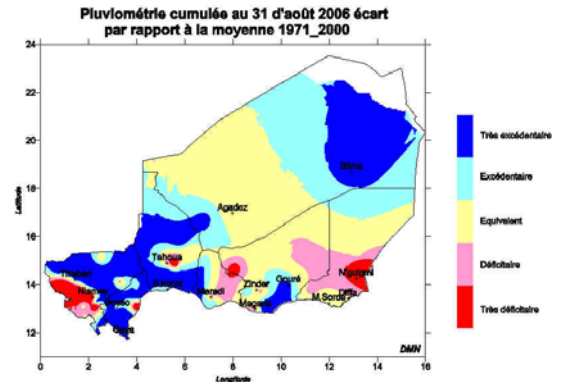 Pluviométrie cumulée au 31 d'août 2006 écart
par rapport à la moyenne 1971_2000
24
22
20
18
16
14
12
Latitude
Bilma
Agadez
Tahoua
N'guigmi
Tillabéri
Niamey
Dosso
B.Konni
Maradi
Zinder
Gouré
Magaria
M.Soroa
Diffa
Gaya
0 2 4 6 8 10 12 14 16
Longitude
DMN
Très excédentaire
Excédentaire
Equivalent
Déficitaire
Très déficitaire